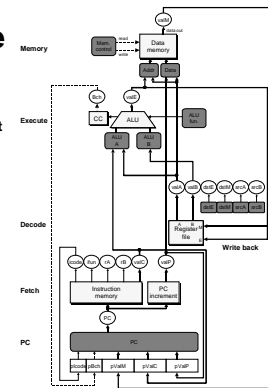 e
t
valM
data out
Memory
Mem. control
read
write
Data memory
Addr
Data
Bch
valE
Execute
CC
ALU
ALU fun.
ALU A
ALU B
valA
valB
dstE
dstM
srcA
srcB
dstE
dstM
srcA
srcB
Decode
A
B
M
Register file
E
Write back
icode
ifun
rA
rB
valC
valP
Fetch
Instruction memory
PC increment
PC
PC
PC
pIcode
pBch
pValM
pValC
pValP